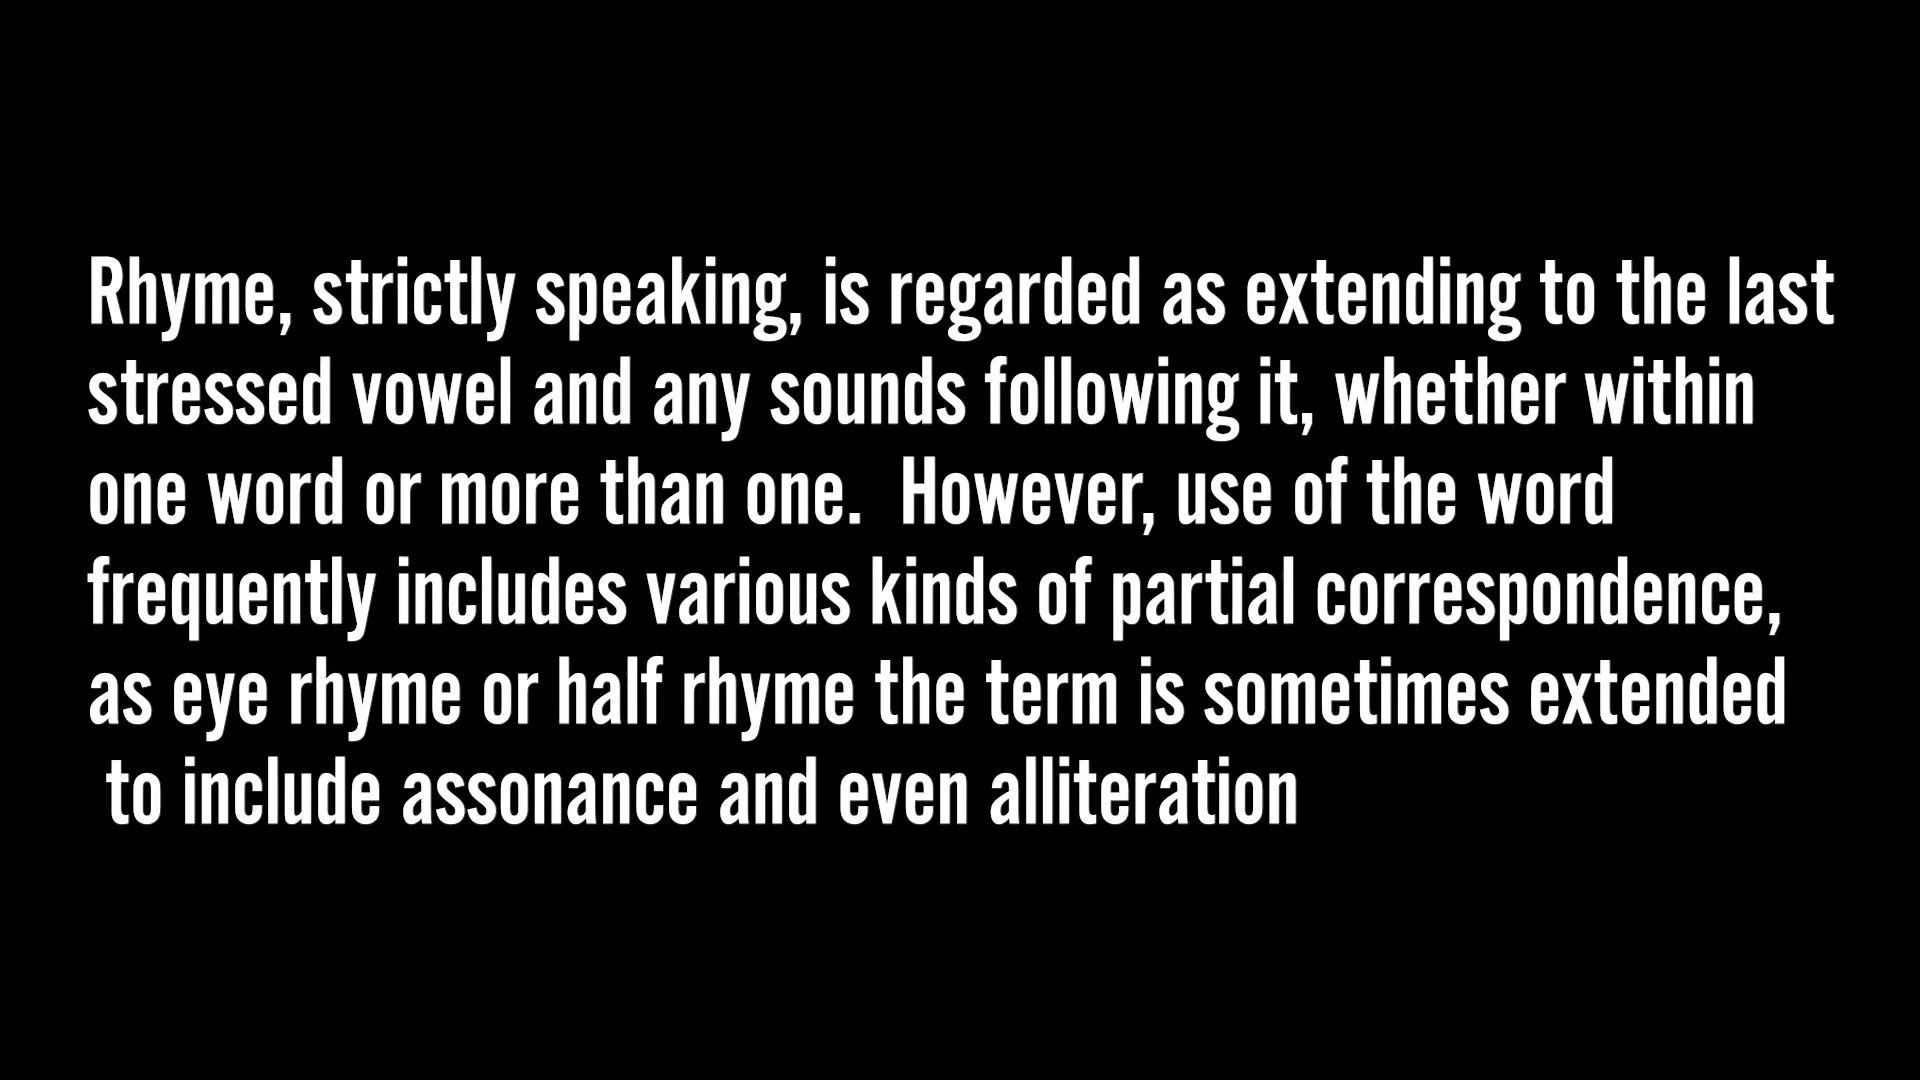 Rhyme, strictly speaking, is regarded as extending to the last
stressed vowel and any sounds following it, whether within
one word or more than one.  However, use of the word
frequently includes various kinds of partial correspondence,
as eye rhyme or half rhyme the term is sometimes extended
to include assonance and even alliteration